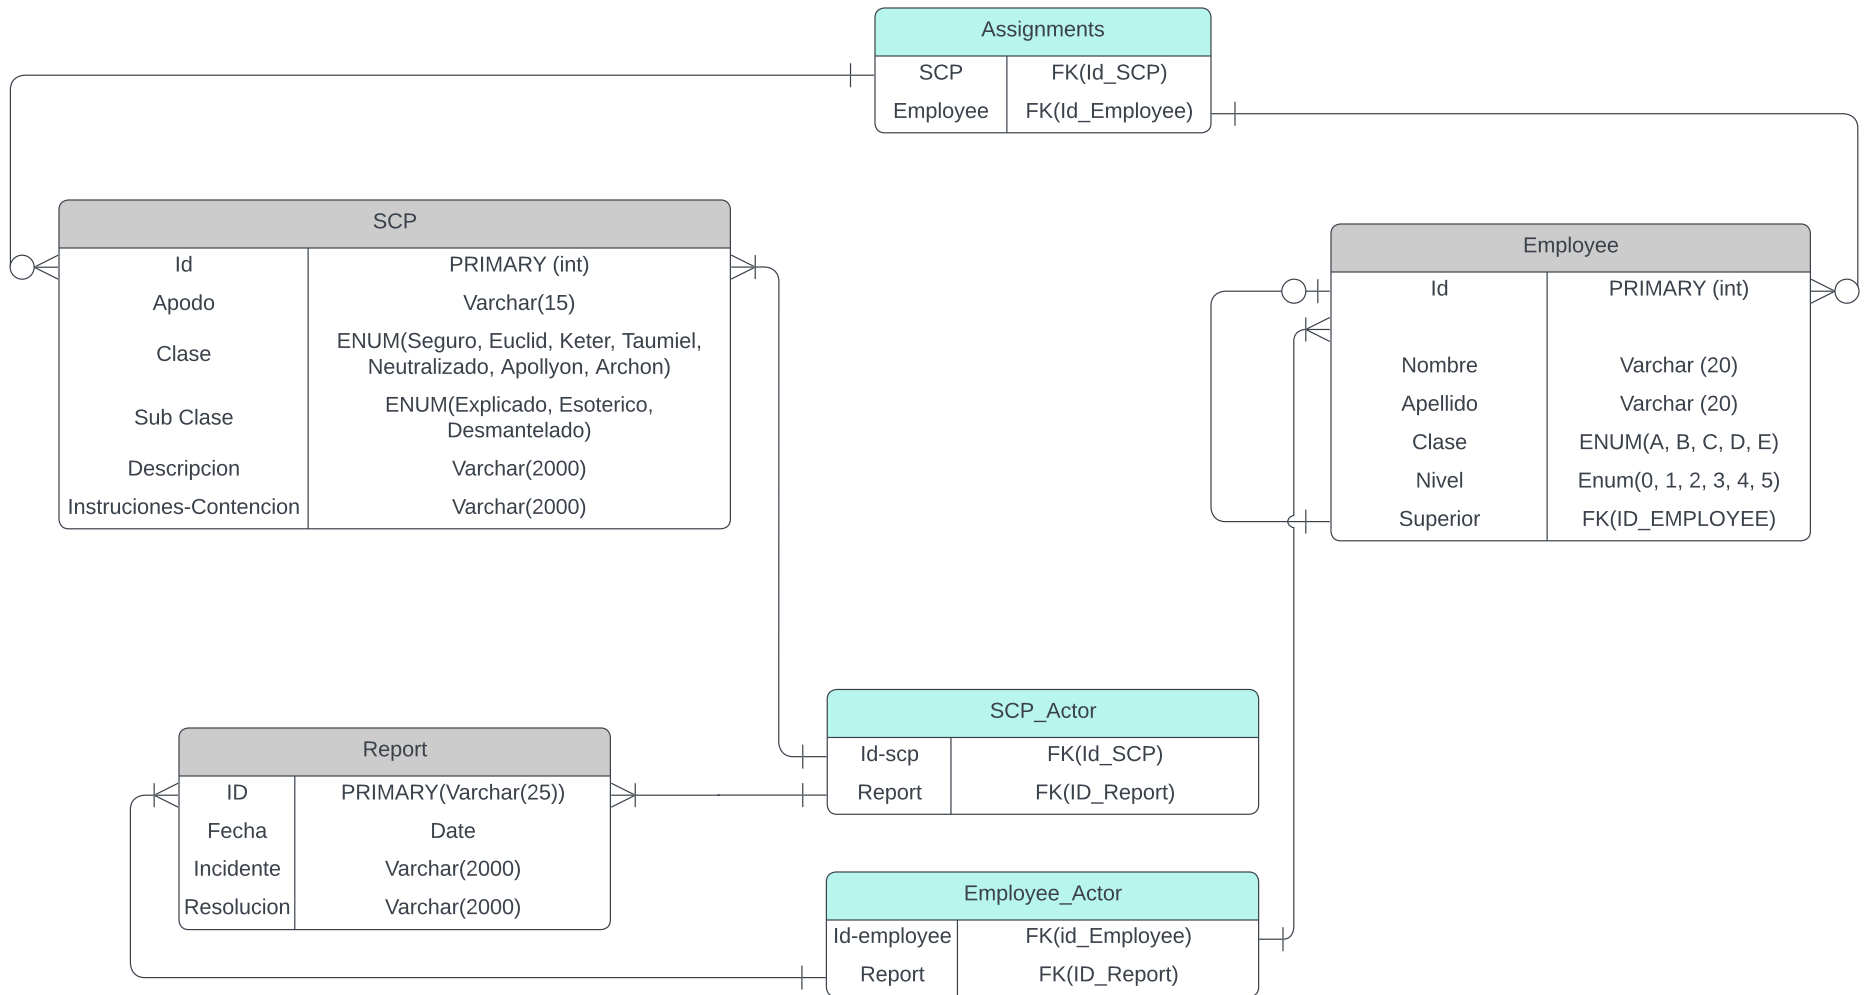 Assignments
SCP FK(Id_SCP)
Employee FK(Id_Employee)
SCP
Id PRIMARY (int)
Apodo Varchar(15)
Clase ENUM(Seguro, Euclid, Keter, Taumiel,
Neutralizado, Apollyon, Archon)
Sub Clase ENUM(Explicado, Esoterico,
Desmantelado)
Descripcion Varchar(2000)
Instruciones-Contencion Varchar(2000)
Employee
Id PRIMARY (int)
Nombre Varchar (20)
Apellido Varchar (20)
Clase ENUM(A, B, C, D, E)
Nivel Enum(0, 1, 2, 3, 4, 5)
Superior FK(ID_EMPLOYEE)
SCP_Actor
Id-scp FK(Id_SCP)
Report FK(ID_Report)
Report
ID PRIMARY(Varchar(25))
Fecha Date
Incidente Varchar(2000)
Resolucion Varchar(2000)
Employee_Actor
Id-employee FK(id_Employee)
Report FK(ID_Report)